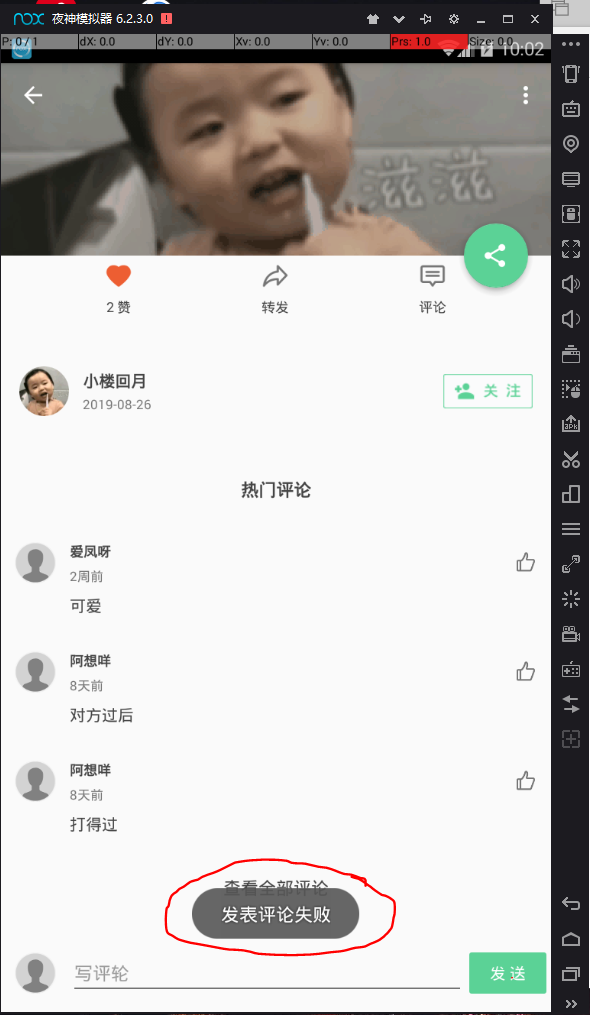 nox 夜神模拟器 6.2.3.0
P: 0 / 1 dX: 0.0 dY: 0.0 Xv: 0.0 Yv: 0.0 Prs: 1.0 Size: 0.0
10:02
滋滋
2 赞 转发 评论
小楼回月
2019-08-26
关 注
热门评论
爱凤呀
2周前
可爱
阿想咩
8天前
对方过后
阿想咩
8天前
打得过
查看全部评论
发表评论失败
写评轮
发 送